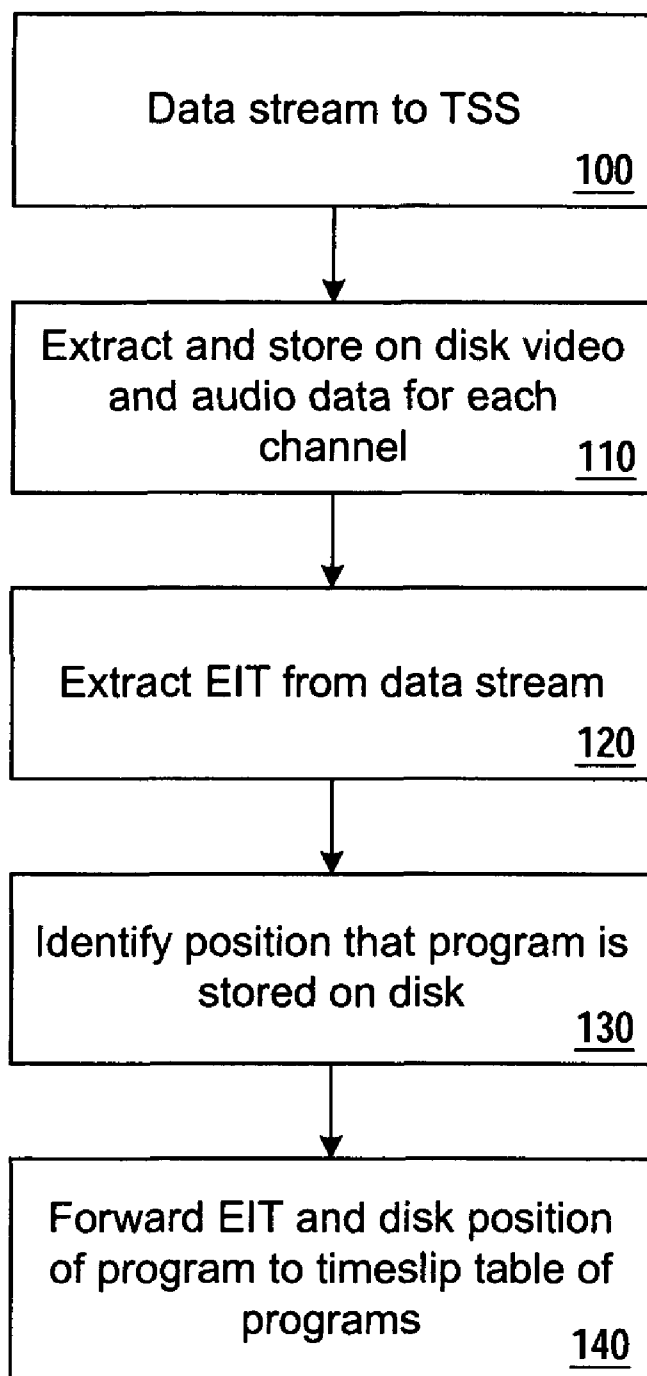 Data stream to TSS
100
Extract and store on disk video
and audio data for each
channel
110
Extract EIT from data stream
120
Identify position that program is
stored on disk
130
Forward EIT and disk position
of program to timeslip table of
programs
140